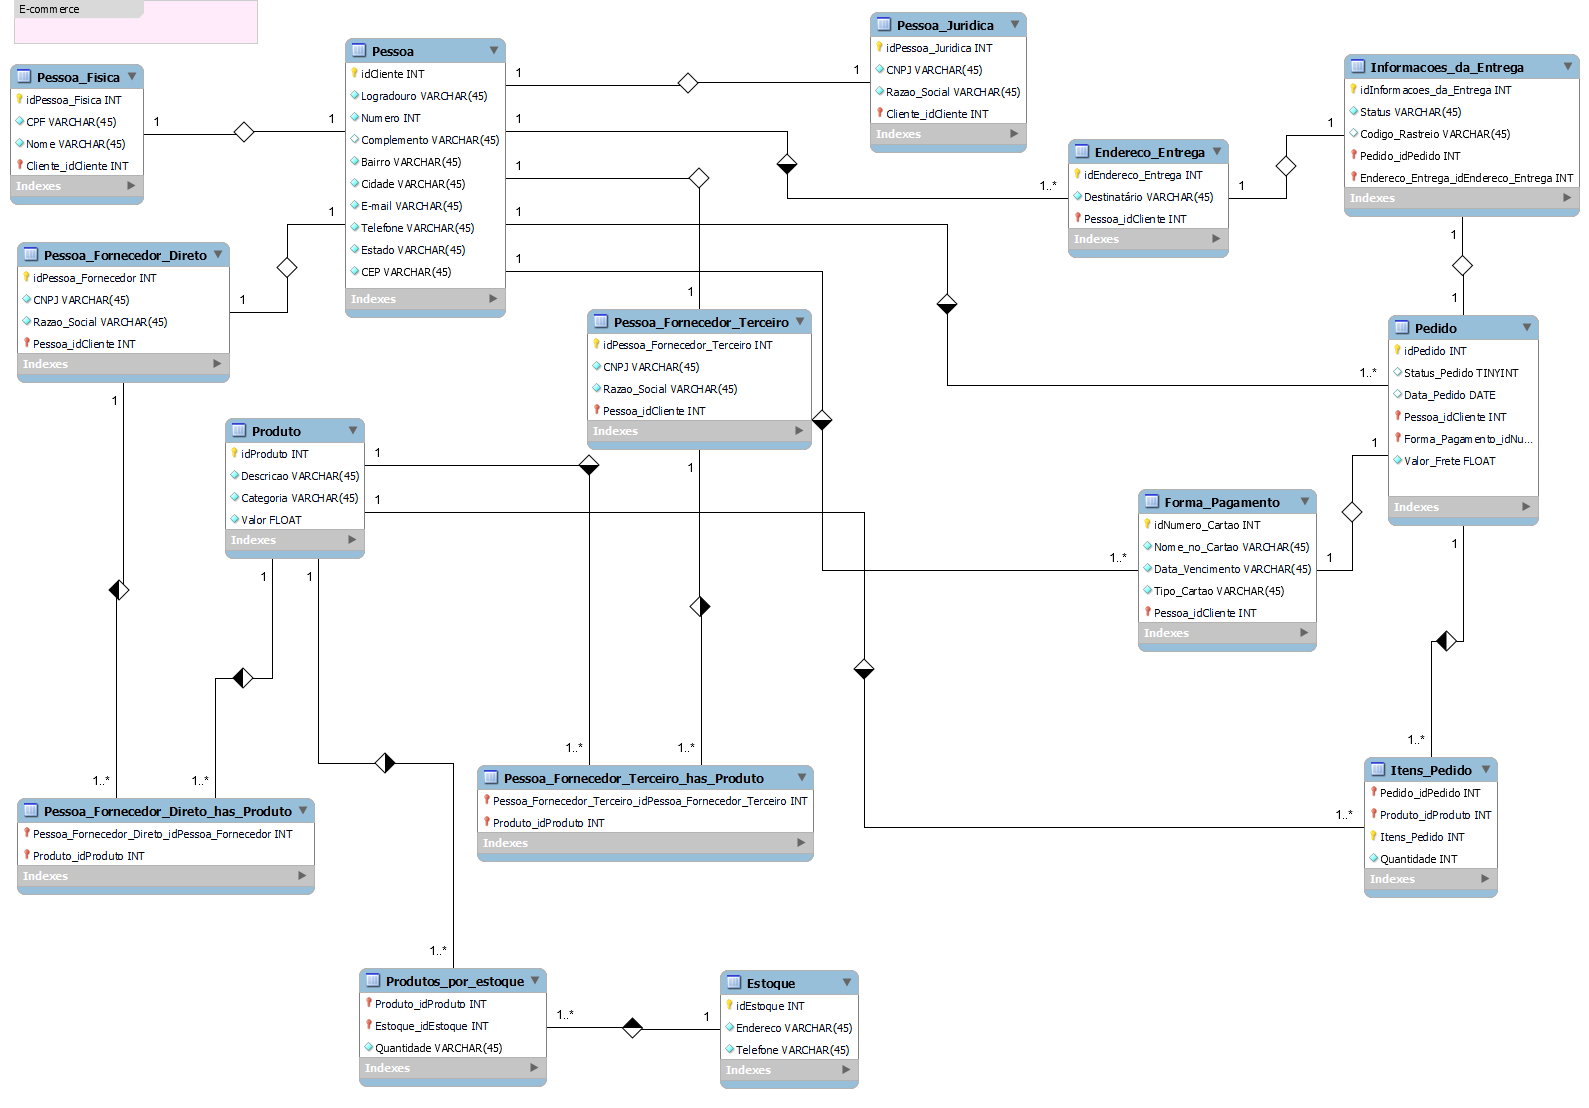 E-commerce
Pessoa_Fisica
idPessoa_Fisica INT
CPF VARCHAR(45)
Nome VARCHAR(45)
Cliente_idCliente INT
Indexes
1
1
Pessoa
idCliente INT
Logradouro VARCHAR(45)
Numero INT
Complemento VARCHAR(45)
Bairro VARCHAR(45)
Cidade VARCHAR(45)
E-mail VARCHAR(45)
Telefone VARCHAR(45)
Estado VARCHAR(45)
CEP VARCHAR(45)
Indexes
1
1
1
1
1
1
1
Pessoa_Juridica
idPessoa_Juridica INT
CNPJ VARCHAR(45)
Razao_Social VARCHAR(45)
Cliente_idCliente INT
Indexes
1..*
Endereco_Entrega
idEndereco_Entrega INT
Destinatário VARCHAR(45)
Pessoa_idCliente INT
Indexes
1
1
Informacoes_da_Entrega
idInformacoes_da_Entrega INT
Status VARCHAR(45)
Codigo_Rastreio VARCHAR(45)
Pedido_idPedido INT
Endereco_Entrega_idEndereco_Entrega INT
Indexes
1
1
Pessoa_Fornecedor_Direto
idPessoa_Fornecedor INT
CNPJ VARCHAR(45)
Razao_Social VARCHAR(45)
Pessoa_idCliente INT
Indexes
1
1
1
Pessoa_Fornecedor_Terceiro
idPessoa_Fornecedor_Terceiro INT
CNPJ VARCHAR(45)
Razao_Social VARCHAR(45)
Pessoa_idCliente INT
Indexes
1
1..*
Pedido
idPedido INT
Status_Pedido TINYINT
Data_Pedido DATE
Pessoa_idCliente INT
Forma_Pagamento_idNu...
Valor_Frete FLOAT
Indexes
1
1
Produto
idProduto INT
Descricao VARCHAR(45)
Categoria VARCHAR(45)
Valor FLOAT
Indexes
1
1
1
1
1..*
Forma_Pagamento
idNumero_Cartao INT
Nome_no_Cartao VARCHAR(45)
Data_Vencimento VARCHAR(45)
Tipo_Cartao VARCHAR(45)
Pessoa_idCliente INT
Indexes
1
1..*
1..*
Pessoa_Fornecedor_Direto_has_Produto
Pessoa_Fornecedor_Direto_idPessoa_Fornecedor INT
Produto_idProduto INT
Indexes
1..*
1..*
Pessoa_Fornecedor_Terceiro_has_Produto
Pessoa_Fornecedor_Terceiro_idPessoa_Fornecedor_Terceiro INT
Produto_idProduto INT
Indexes
1..*
1..*
Itens_Pedido
Pedido_idPedido INT
Produto_idProduto INT
Itens_Pedido INT
Quantidade INT
Indexes
1..*
Produtos_por_estoque
Produto_idProduto INT
Estoque_idEstoque INT
Quantidade VARCHAR(45)
Indexes
1..*
1
Estoque
idEstoque INT
Endereco VARCHAR(45)
Telefone VARCHAR(45)
Indexes